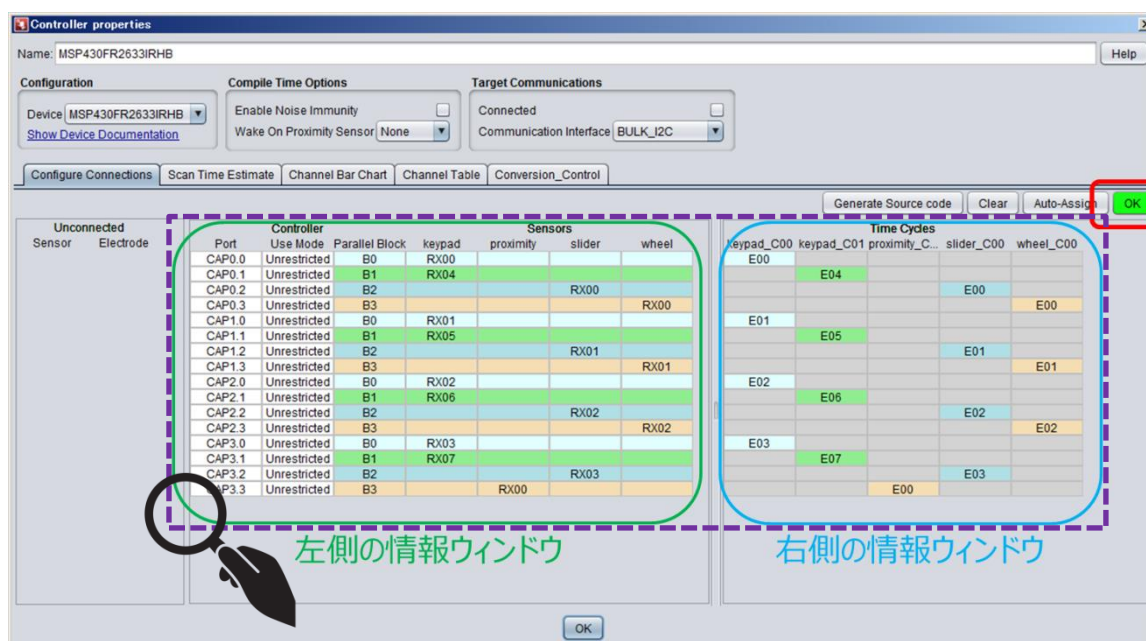 Controller properties
Name: MSP430FR2633IRHB Help
Configuration Compile Time Options Target Communications
Device MSP430FR2633IRHB Enable Noise Immunity Connected
Show Device Documentation Wake On Proximity Sensor None Communication Interface BULK_I2C
Configure Connections Scan Time Estimate Channel Bar Chart Channel Table Conversion_Control
Generate Source code Clear Auto-Assign OK
Unconnected Controller Sensors Time Cycles
Sensor Electrode Port Use Mode Parallel Block keypad proximity slider wheel keypad_C00 keypad_C01 proximity_C... slider_C00 wheel_C00
CAP0.0 Unrestricted B0 RX00 E00
CAP0.1 Unrestricted B1 RX04 E04
CAP0.2 Unrestricted B2 RX00 E00
CAP0.3 Unrestricted B3 RX00 E00
CAP1.0 Unrestricted B0 RX01 E01
CAP1.1 Unrestricted B1 RX05 E05
CAP1.2 Unrestricted B2 RX01 E01
CAP1.3 Unrestricted B3 RX01 E01
CAP2.0 Unrestricted B0 RX02 E02
CAP2.1 Unrestricted B1 RX06 E06
CAP2.2 Unrestricted B2 RX02 E02
CAP2.3 Unrestricted B3 RX02 E02
CAP3.0 Unrestricted B0 RX03 E03
CAP3.1 Unrestricted B1 RX07 E07
CAP3.2 Unrestricted B2 RX03 E03
CAP3.3 Unrestricted B3 RX00 E00
左側の情報ウィンドウ 右側の情報ウィンドウ
OK